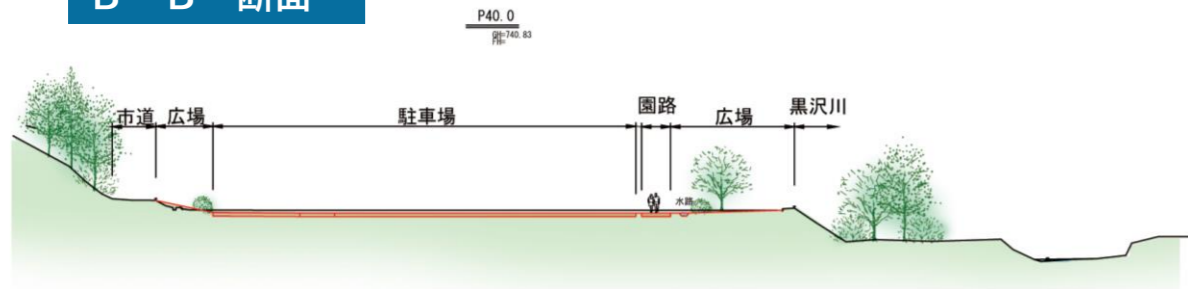 B - B' 断面
P40.0
GH=740.83
FH=
市道 広場 駐車場 園路 広場 黒沢川
水路